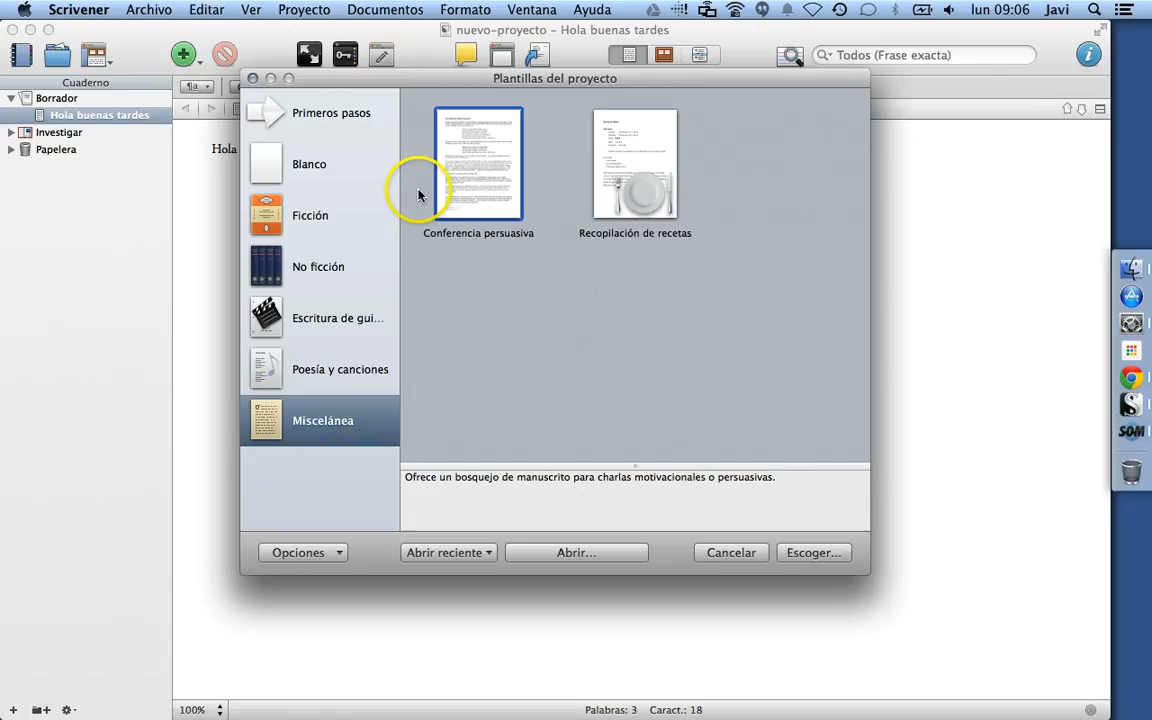 Scrivener Archivo Editar Ver Proyecto Documentos Formato Ventana Ayuda lun 09:06 Javi
nuevo-proyecto - Hola buenas tardes
Todos (Frase exacta)
Cuaderno
Borrador
Hola buenas tardes
Investigar
Papelera
Hola
Plantillas del proyecto
Primeros pasos
Blanco
Ficción
No ficción
Escritura de gui...
Poesía y canciones
Miscelánea
Conferencia persuasiva
Recopilación de recetas
Ofrece un bosquejo de manuscrito para charlas motivacionales o persuasivas.
Opciones
Abrir reciente
Abrir...
Cancelar
Escoger...
SOM
100%
Palabras: 3 Caract.: 18